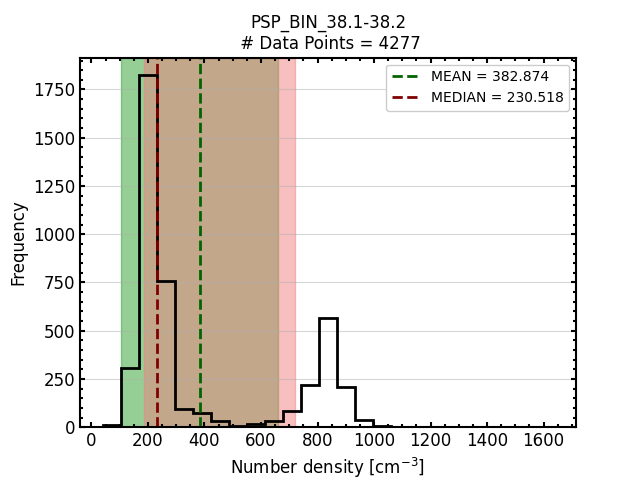 PSP_BIN_38.1-38.2
# Data Points = 4277
MEAN = 382.874
MEDIAN = 230.518
Frequency
1750
1500
1250
1000
750
500
250
0
0 200 400 600 800 1000 1200 1400 1600
Number density [cm⁻³]